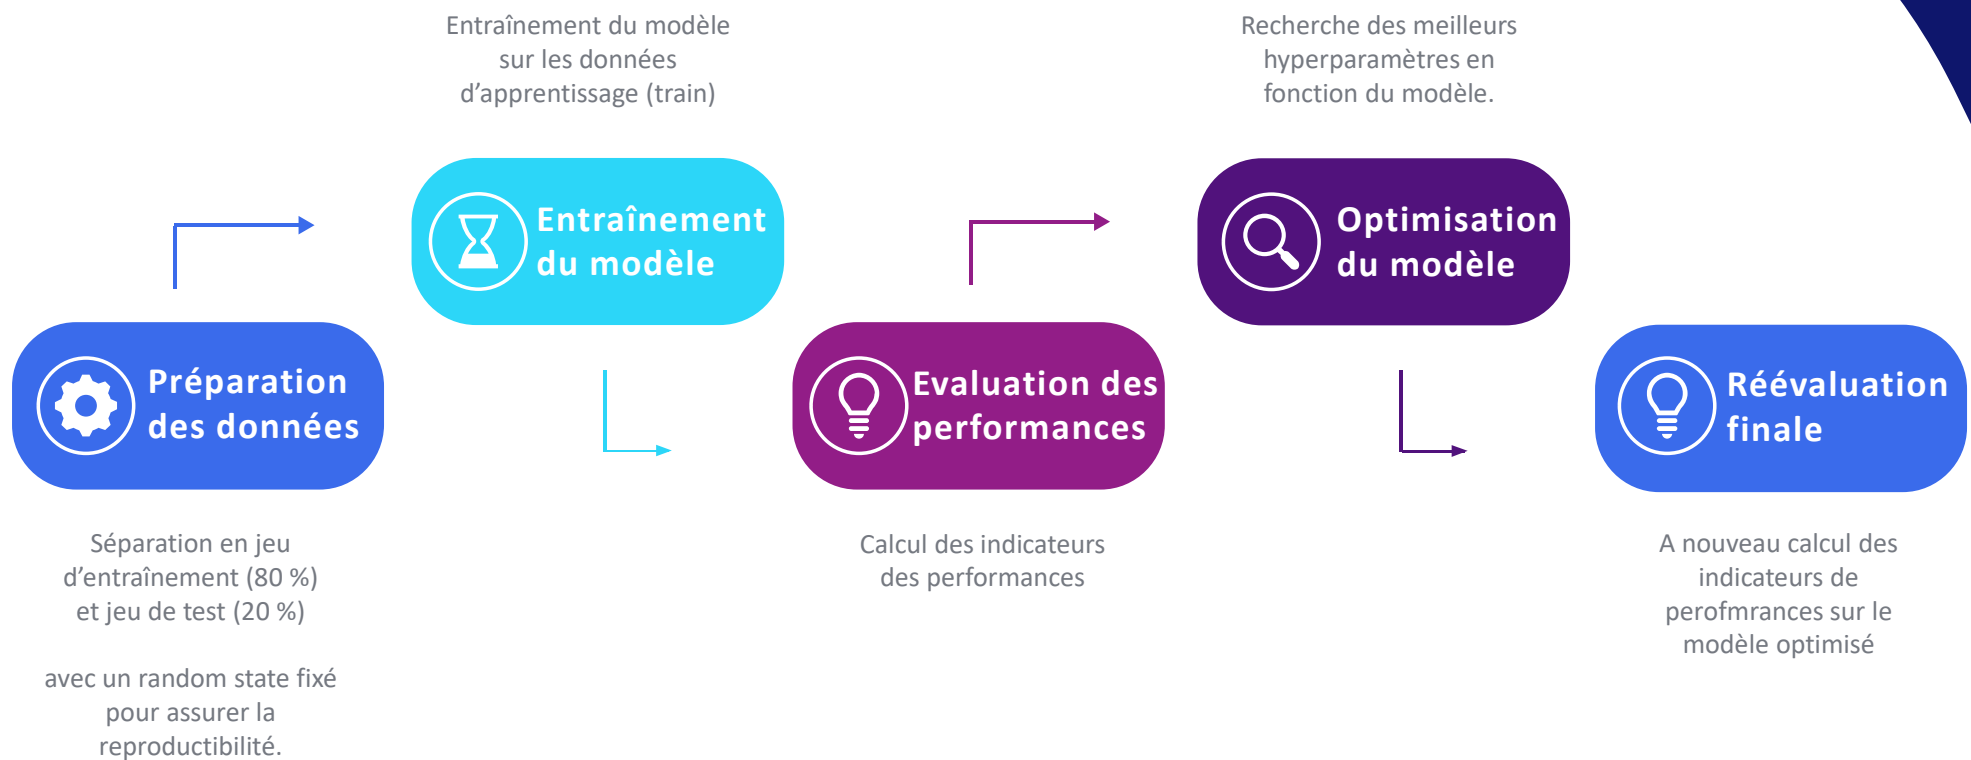 Entraînement du modèle
sur les données
d’apprentissage (train)
Recherche des meilleurs
hyperparamètres en
fonction du modèle.
Entraînement
du modèle
Optimisation
du modèle
Préparation
des données
Evaluation des
performances
Réévaluation
finale
Séparation en jeu
d’entraînement (80 %)
et jeu de test (20 %)
avec un random state fixé
pour assurer la
reproductibilité.
Calcul des indicateurs
des performances
A nouveau calcul des
indicateurs de
perofmrances sur le
modèle optimisé